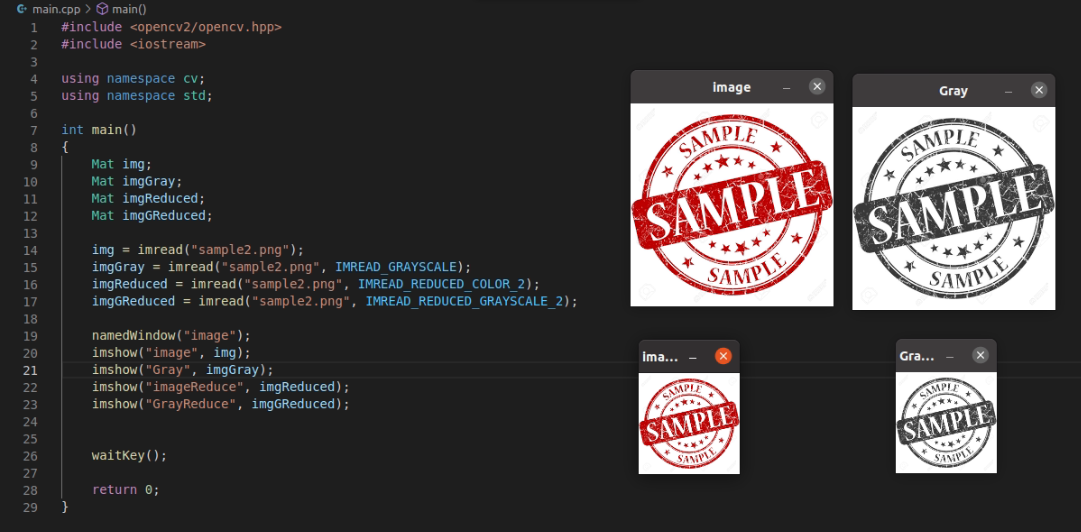 main.cpp > main()
1 #include <opencv2/opencv.hpp>
2 #include <iostream>
3
4 using namespace cv;
5 using namespace std;
6
7 int main()
8 {
9 Mat img;
10 Mat imgGray;
11 Mat imgReduced;
12 Mat imgGReduced;
13
14 img = imread("sample2.png");
15 imgGray = imread("sample2.png", IMREAD_GRAYSCALE);
16 imgReduced = imread("sample2.png", IMREAD_REDUCED_COLOR_2);
17 imgGReduced = imread("sample2.png", IMREAD_REDUCED_GRAYSCALE_2);
18
19 namedWindow("image");
20 imshow("image", img);
21 imshow("Gray", imgGray);
22 imshow("imageReduce", imgReduced);
23 imshow("GrayReduce", imgGReduced);
24
25
26 waitKey();
27
28 return 0;
29 }
image
SAMPLE
SAMPLE
SAMPLE
Gray
SAMPLE
SAMPLE
SAMPLE
ima...
SAMPLE
SAMPLE
SAMPLE
Gra...
SAMPLE
SAMPLE
SAMPLE